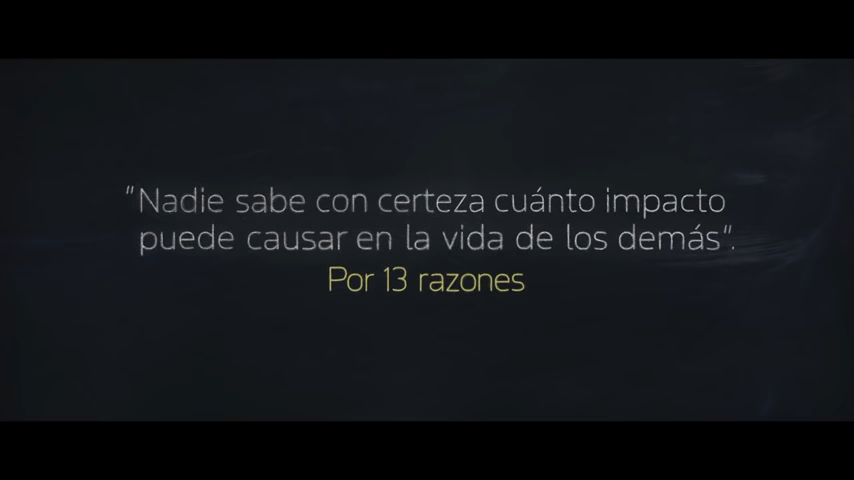 "Nadie sabe con certeza cuánto impacto
puede causar en la vida de los demás".
Por 13 razones